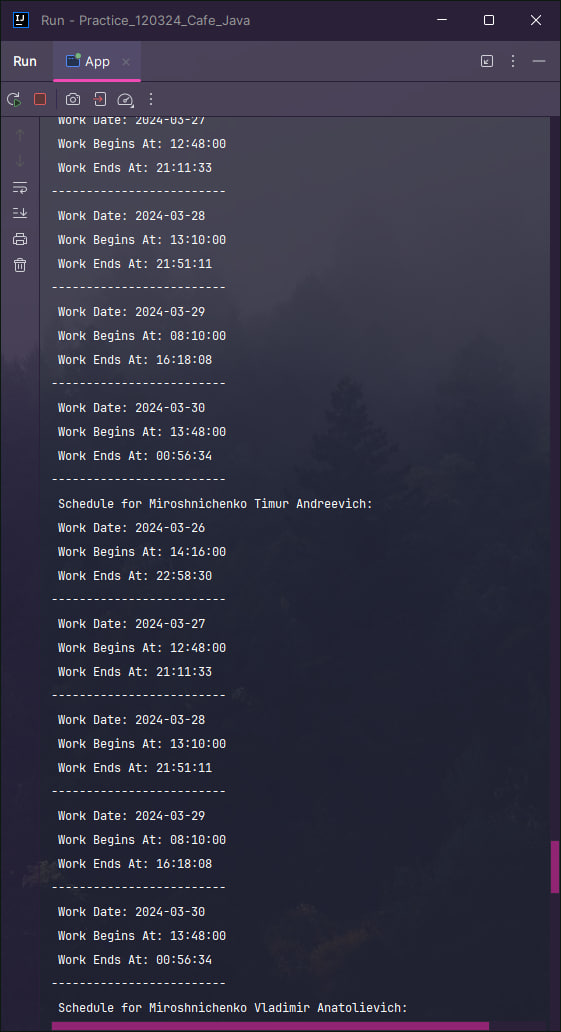 Run - Practice_120324_Cafe_Java
Run
App
Work Date: 2024-03-27
Work Begins At: 12:48:00
Work Ends At: 21:11:33
-------------------------
Work Date: 2024-03-28
Work Begins At: 13:10:00
Work Ends At: 21:51:11
-------------------------
Work Date: 2024-03-29
Work Begins At: 08:10:00
Work Ends At: 16:18:08
-------------------------
Work Date: 2024-03-30
Work Begins At: 13:48:00
Work Ends At: 00:56:34
-------------------------
Schedule for Miroshnichenko Timur Andreevich:
Work Date: 2024-03-26
Work Begins At: 14:16:00
Work Ends At: 22:58:30
-------------------------
Work Date: 2024-03-27
Work Begins At: 12:48:00
Work Ends At: 21:11:33
-------------------------
Work Date: 2024-03-28
Work Begins At: 13:10:00
Work Ends At: 21:51:11
-------------------------
Work Date: 2024-03-29
Work Begins At: 08:10:00
Work Ends At: 16:18:08
-------------------------
Work Date: 2024-03-30
Work Begins At: 13:48:00
Work Ends At: 00:56:34
-------------------------
Schedule for Miroshnichenko Vladimir Anatolievich: